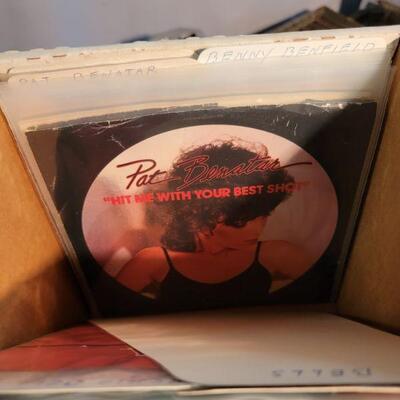 BENNY BENFIELD
PAT BENATAR
Pat Benatar
"HIT ME WITH YOUR BEST SHOT"